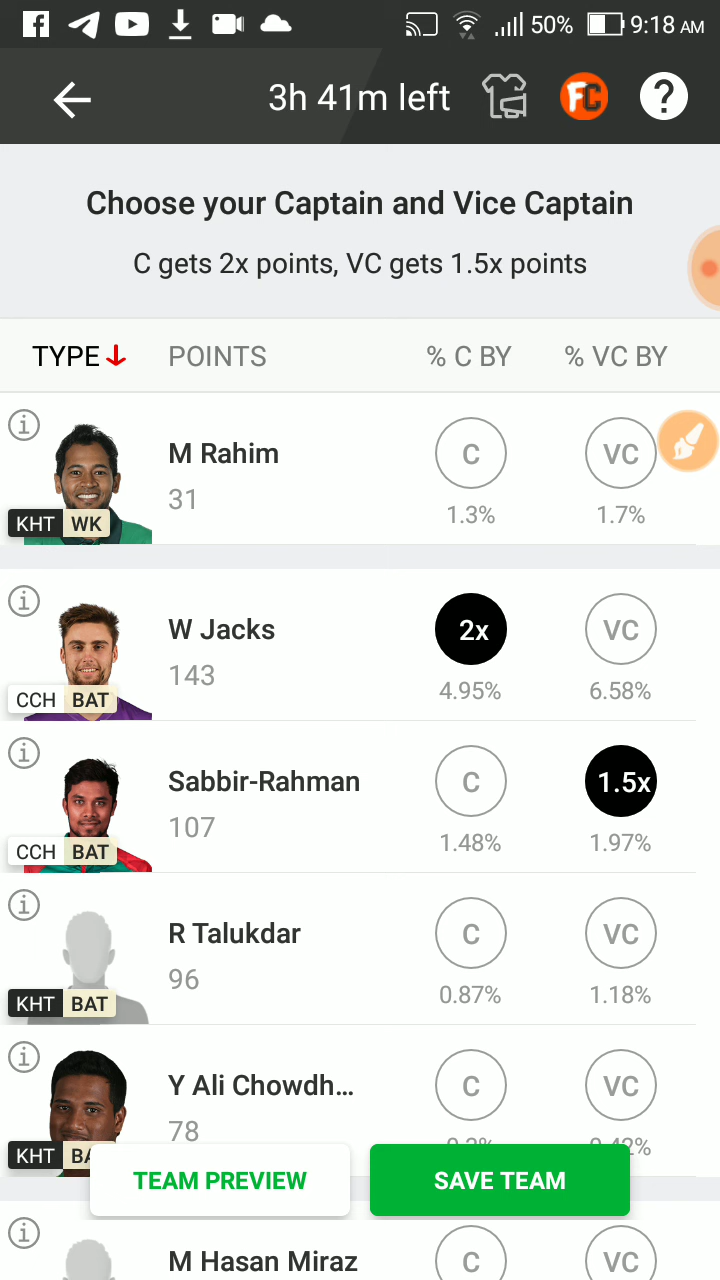 50% 9:18 AM
3h 41m left FC ?
Choose your Captain and Vice Captain
C gets 2x points, VC gets 1.5x points
TYPE POINTS % C BY % VC BY
M Rahim
31
KHT WK
C VC
1.3% 1.7%
W Jacks
143
CCH BAT
2x VC
4.95% 6.58%
Sabbir-Rahman
107
CCH BAT
C 1.5x
1.48% 1.97%
R Talukdar
96
KHT BAT
C VC
0.87% 1.18%
Y Ali Chowdh...
78
KHT
C VC
TEAM PREVIEW SAVE TEAM
M Hasan Miraz
C VC